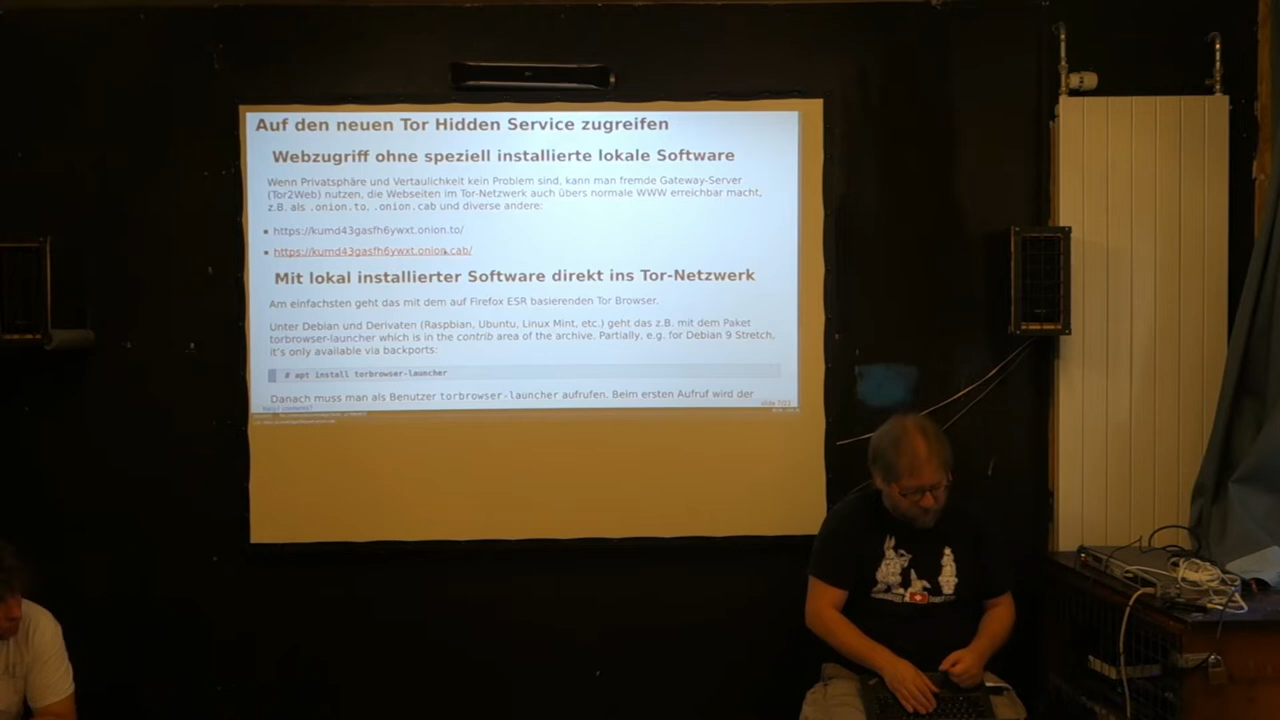 Auf den neuen Tor Hidden Service zugreifen
Webzugriff ohne speziell installierte lokale Software
Wenn Privatsphäre und Vertaulichkeit kein Problem sind, kann man fremde Gateway-Server
(Tor2Web) nutzen, die Webseiten im Tor-Netzwerk auch übers normale WWW erreichbar macht,
z.B. als .onion.to, .onion.cab und diverse andere:
https://kumd43gasfh6ywxt.onion.to/
https://kumd43gasfh6ywxt.onion.cab/
Mit lokal installierter Software direkt ins Tor-Netzwerk
Am einfachsten geht das mit dem auf Firefox ESR basierenden Tor Browser.
Unter Debian und Derivaten (Raspbian, Ubuntu, Linux Mint, etc.) geht das z.B. mit dem Paket
torbrowser-launcher which is in the contrib area of the archive. Partially, e.g. for Debian 9 Stretch,
it's only available via backports:
# apt install torbrowser-launcher
Danach muss man als Benutzer torbrowser-launcher aufrufen. Beim ersten Aufruf wird der
help? contents?